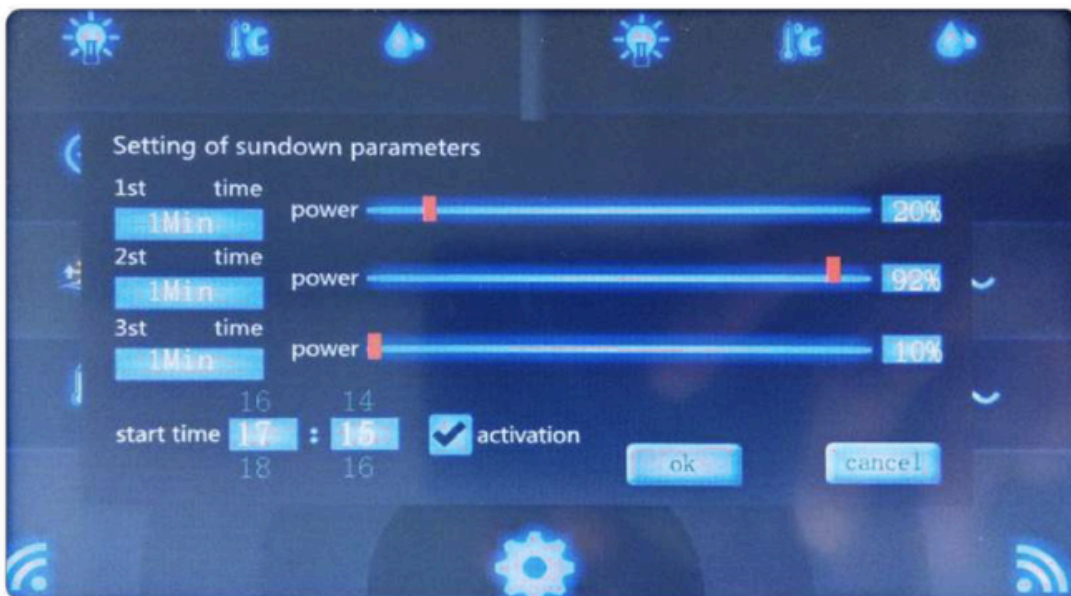 °C °C
Setting of sundown parameters
1st time
1Min power 20%
2st time
1Min power 92%
3st time
1Min power 10%
16 14
start time 17 : 15 activation
18 16
ok cancel